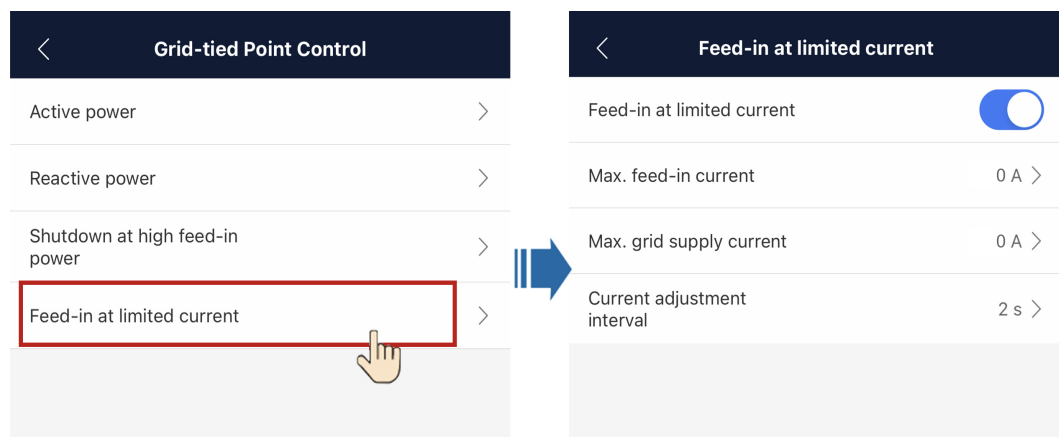 Grid-tied Point Control
Active power
Reactive power
Shutdown at high feed-in
power
Feed-in at limited current
Feed-in at limited current
Feed-in at limited current
Max. feed-in current
0 A
Max. grid supply current
0 A
Current adjustment
interval
2 s